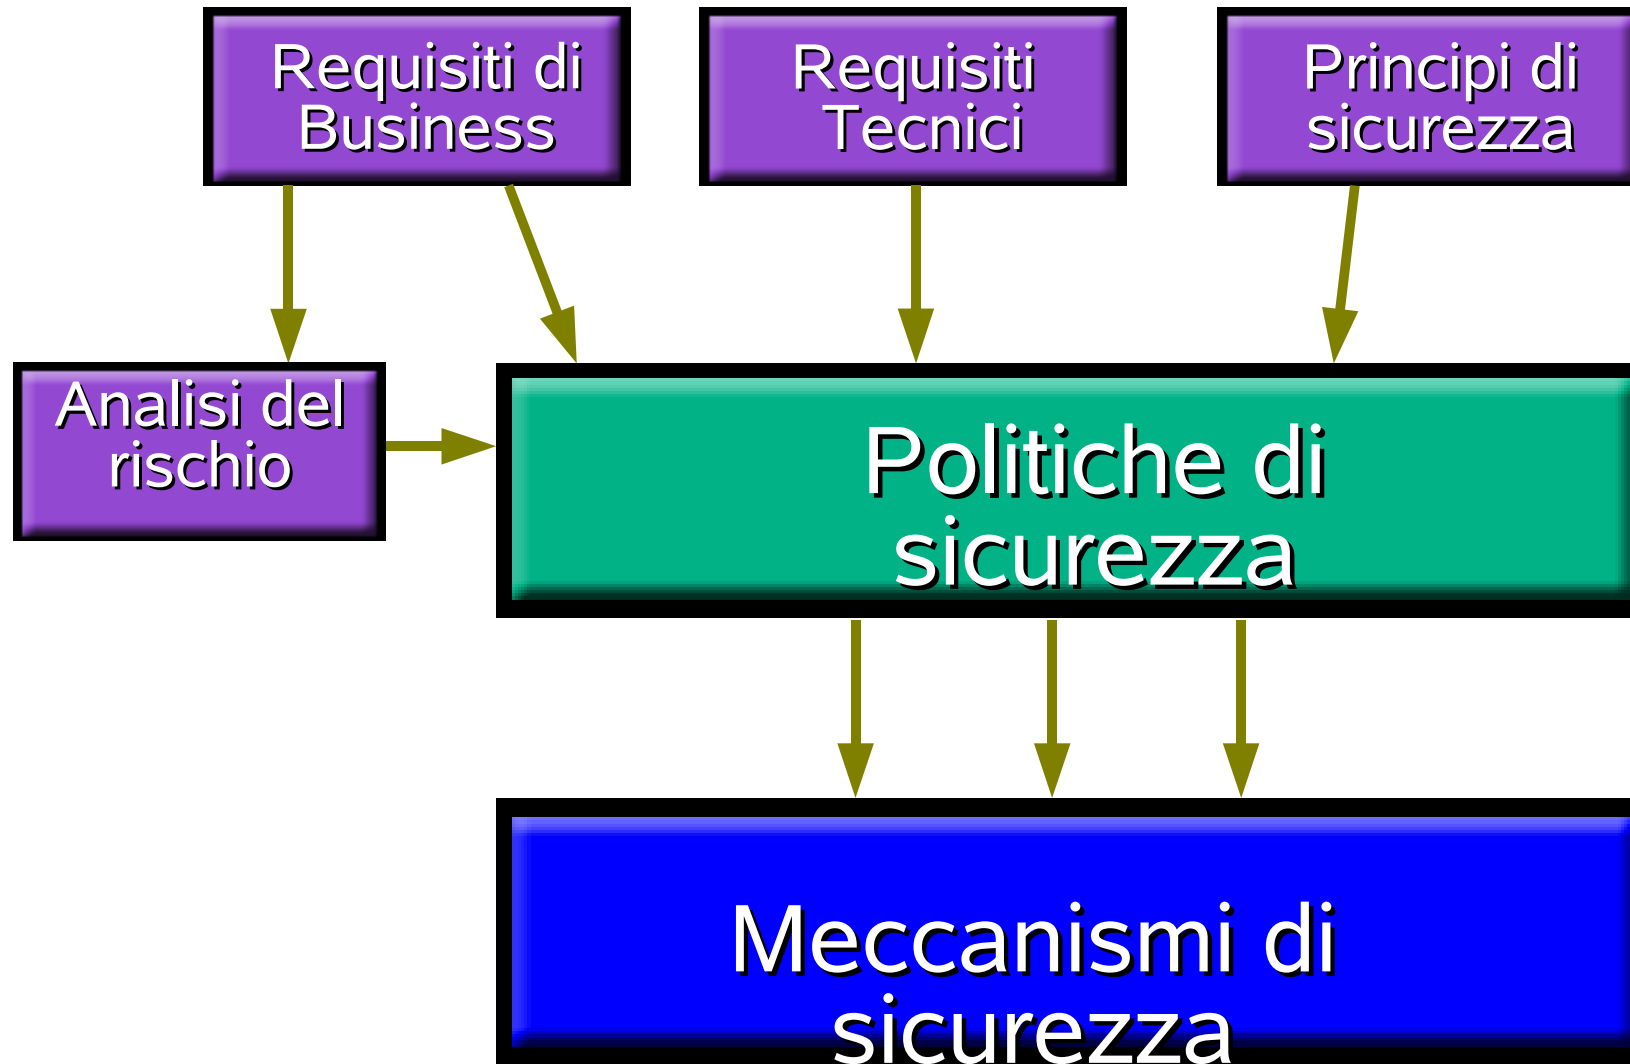 Requisiti di
Business
Requisiti
Tecnici
Principi di
sicurezza
Analisi del
rischio
Politiche di
sicurezza
Meccanismi di
sicurezza